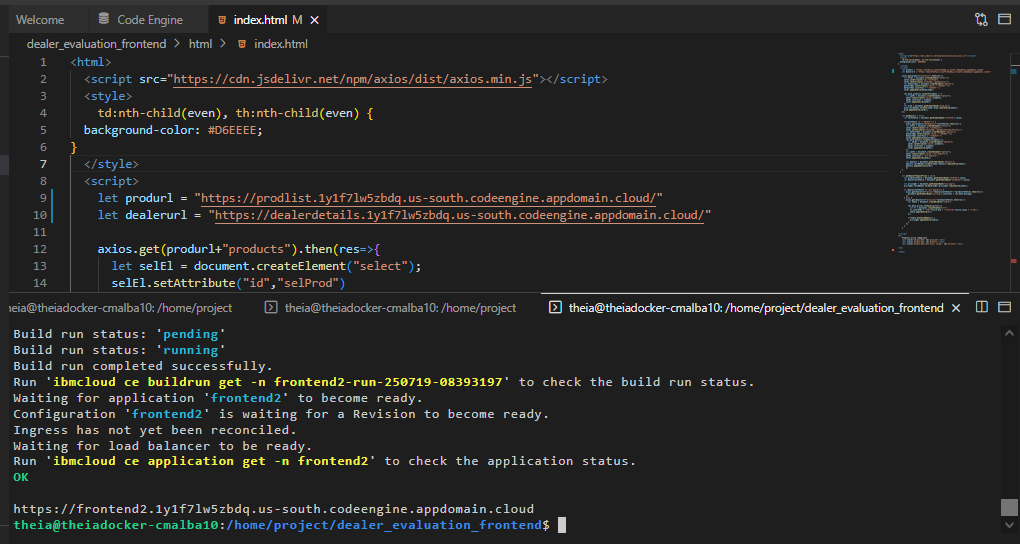 Welcome Code Engine index.html M
dealer_evaluation_frontend > html > index.html
1 <html>
2 <script src="https://cdn.jsdelivr.net/npm/axios/dist/axios.min.js"></script>
3 <style>
4 td:nth-child(even), th:nth-child(even) {
5 background-color: #D6EEEE;
6 }
7 </style>
8 <script>
9 let produrl = "https://prodlist.1y1f7lw5zbdq.us-south.codeengine.appdomain.cloud/"
10 let dealerurl = "https://dealerdetails.1y1f7lw5zbdq.us-south.codeengine.appdomain.cloud/"
11
12 axios.get(produrl+"products").then(res=>{
13 let selEl = document.createElement("select");
14 selEl.setAttribute("id","selProd")
heia@theiadocker-cmalba10: /home/project theia@theiadocker-cmalba10: /home/project theia@theiadocker-cmalba10: /home/project/dealer_evaluation_frontend
Build run status: 'pending'
Build run status: 'running'
Build run completed successfully.
Run 'ibmcloud ce buildrun get -n frontend2-run-250719-08393197' to check the build run status.
Waiting for application 'frontend2' to become ready.
Configuration 'frontend2' is waiting for a Revision to become ready.
Ingress has not yet been reconciled.
Waiting for load balancer to be ready.
Run 'ibmcloud ce application get -n frontend2' to check the application status.
OK
https://frontend2.1y1f7lw5zbdq.us-south.codeengine.appdomain.cloud
theia@theiadocker-cmalba10:/home/project/dealer_evaluation_frontend$